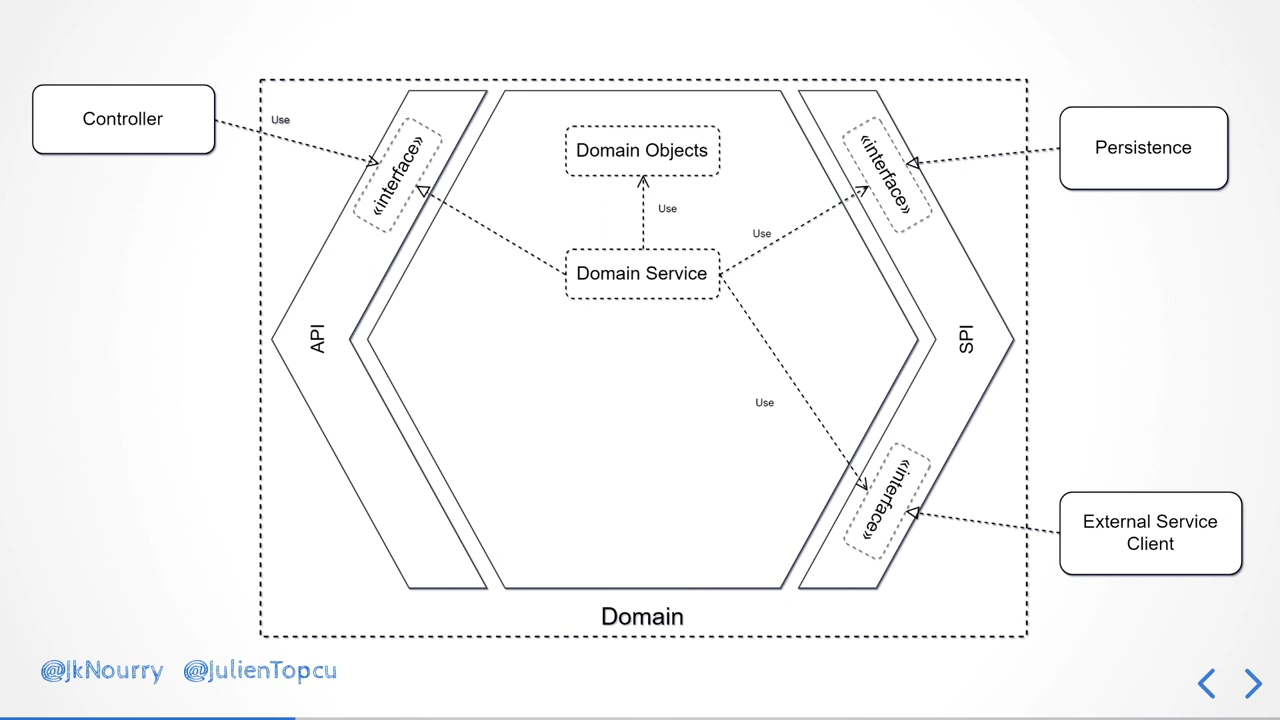 Controller
Use
«interface»
Domain Objects
Use
Domain Service
Use
«interface»
Persistence
API
SPI
Use
«interface»
External Service
Client
Domain
@JkNourry @JulienTopcu